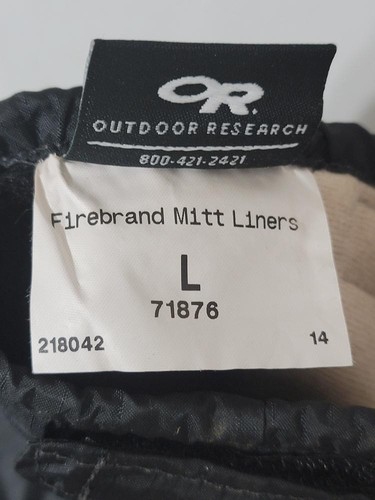 OR.
OUTDOOR RESEARCH
800-421-2421
Firebrand Mitt Liners
L
71876
218042 14